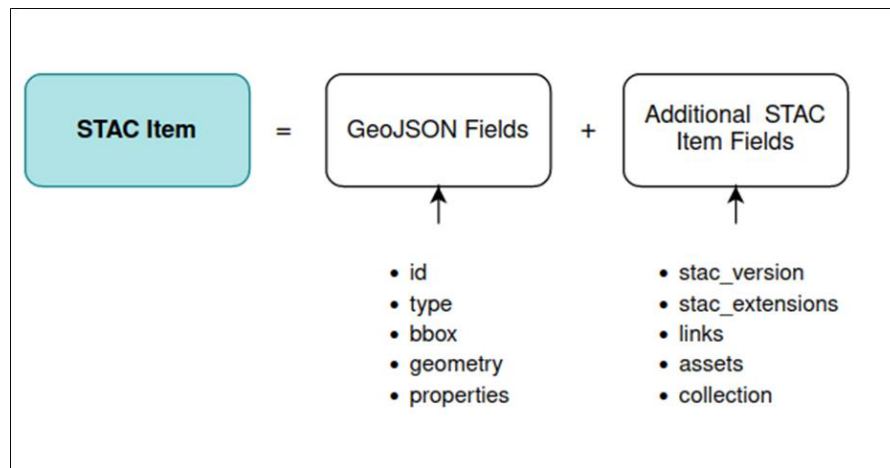 STAC Item
=
GeoJSON Fields
+
Additional STAC
Item Fields
• id
• type
• bbox
• geometry
• properties
• stac_version
• stac_extensions
• links
• assets
• collection